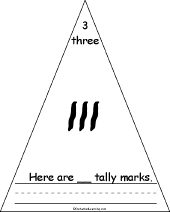 3
three
Here are __ tally marks.
©EnchantedLearning.com